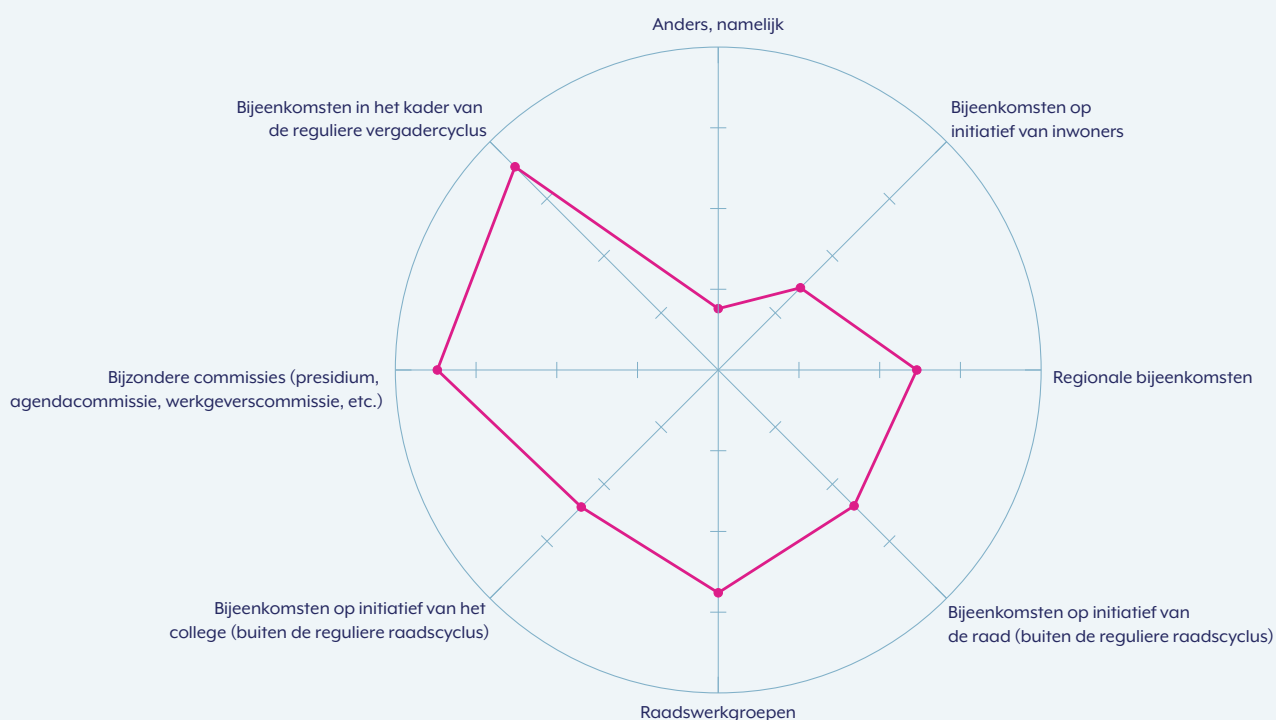 Anders, namelijk
Bijeenkomsten in het kader van
de reguliere vergadercyclus
Bijeenkomsten op
initiatief van inwoners
Bijzondere commissies (presidium,
agendacommissie, werkgeverscommissie, etc.)
Regionale bijeenkomsten
Bijeenkomsten op initiatief van het
college (buiten de reguliere raadscyclus)
Bijeenkomsten op initiatief van
de raad (buiten de reguliere raadscyclus)
Raadswerkgroepen